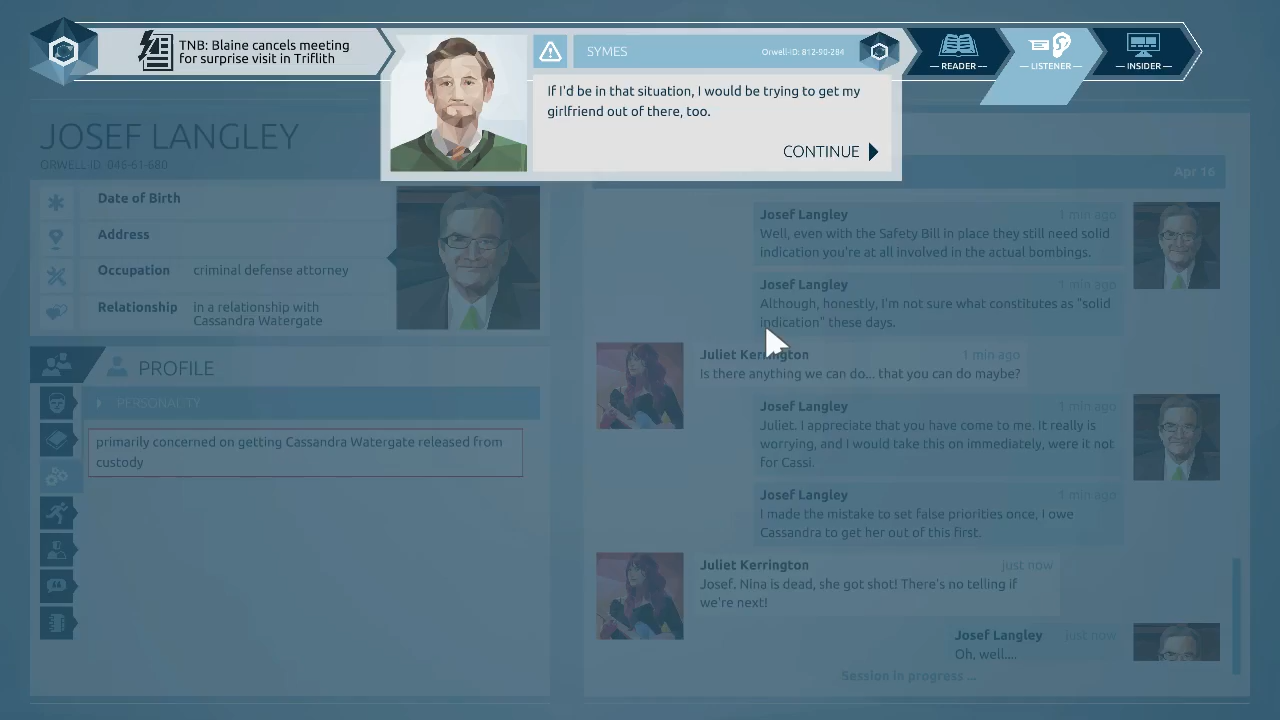 TNB: Blaine cancels meeting
for surprise visit in Triflith
SYMES
Orwell-ID: 812-90-284
If I'd be in that situation, I would be trying to get my
girlfriend out of there, too.
CONTINUE
READER
LISTENER
INSIDER
JOSEF LANGLEY
ORWELL-ID 046-61-680
Date of Birth
Address
Occupation criminal defense attorney
Relationship in a relationship with
Cassandra Watergate
PROFILE
PERSONALITY
primarily concerned on getting Cassandra Watergate released from
custody
Apr 16
Josef Langley 1 min ago
Well, even with the Safety Bill in place they still need solid
indication you're at all involved in the actual bombings.
Josef Langley 1 min ago
Although, honestly, I'm not sure what constitutes as "solid
indication" these days.
Juliet Kerrington 1 min ago
Is there anything we can do... that you can do maybe?
Josef Langley 1 min ago
Juliet. I appreciate that you have come to me. It really is
worrying, and I would take this on immediately, were it not
for Cassi.
Josef Langley 1 min ago
I made the mistake to set false priorities once, I owe
Cassandra to get her out of this first.
Juliet Kerrington just now
Josef, Nina is dead, she got shot! There's no telling if
we're next!
Josef Langley just now
Oh, well....
Session in progress ...